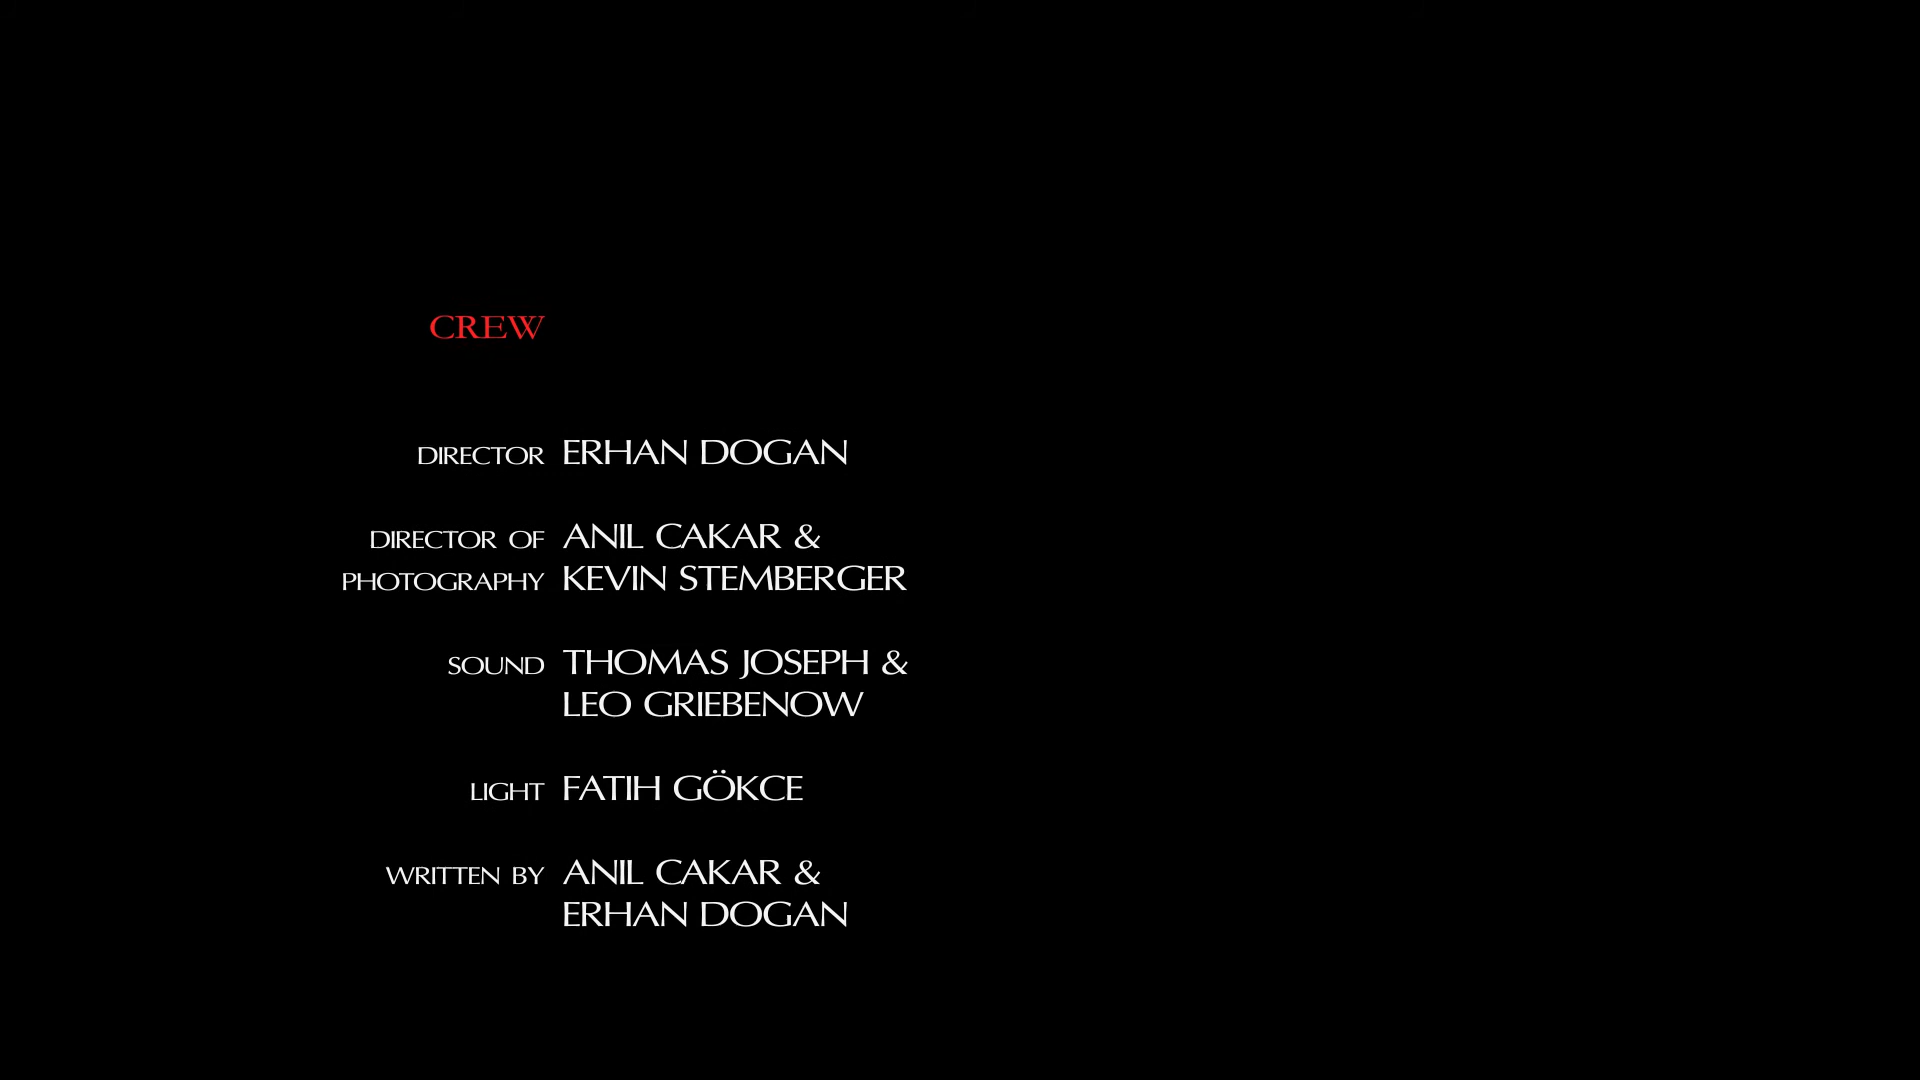 CREW
DIRECTOR ERHAN DOGAN
DIRECTOR OF ANIL CAKAR &
PHOTOGRAPHY KEVIN STEMBERGER
SOUND THOMAS JOSEPH &
LEO GRIEBENOW
LIGHT FATIH GÖKCE
WRITTEN BY ANIL CAKAR &
ERHAN DOGAN